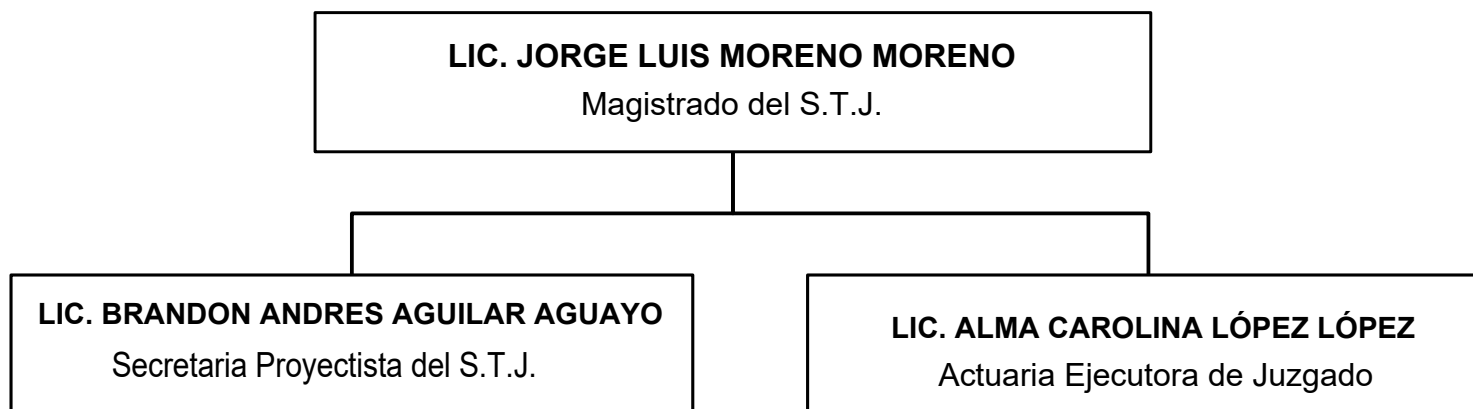 LIC. JORGE LUIS MORENO MORENO
Magistrado del S.T.J.
LIC. BRANDON ANDRES AGUILAR AGUAYO
Secretaria Proyectista del S.T.J.
LIC. ALMA CAROLINA LÓPEZ LÓPEZ
Actuaria Ejecutora de Juzgado